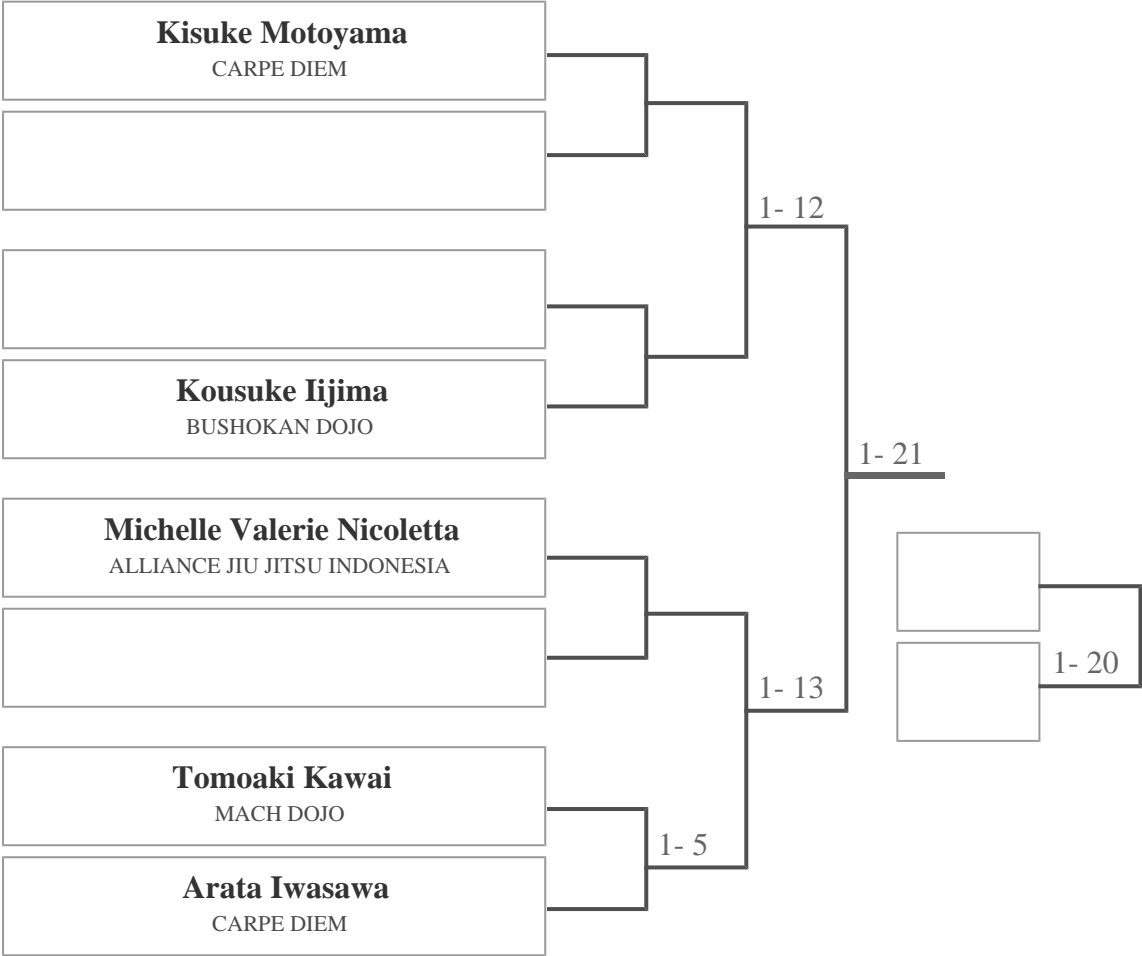 Kisuke Motoyama
CARPE DIEM
1- 12
Kousuke Iijima
BUSHOKAN DOJO
1- 21
Michelle Valerie Nicoletta
ALLIANCE JIU JITSU INDONESIA
1- 20
1- 13
Tomoaki Kawai
MACH DOJO
1- 5
Arata Iwasawa
CARPE DIEM